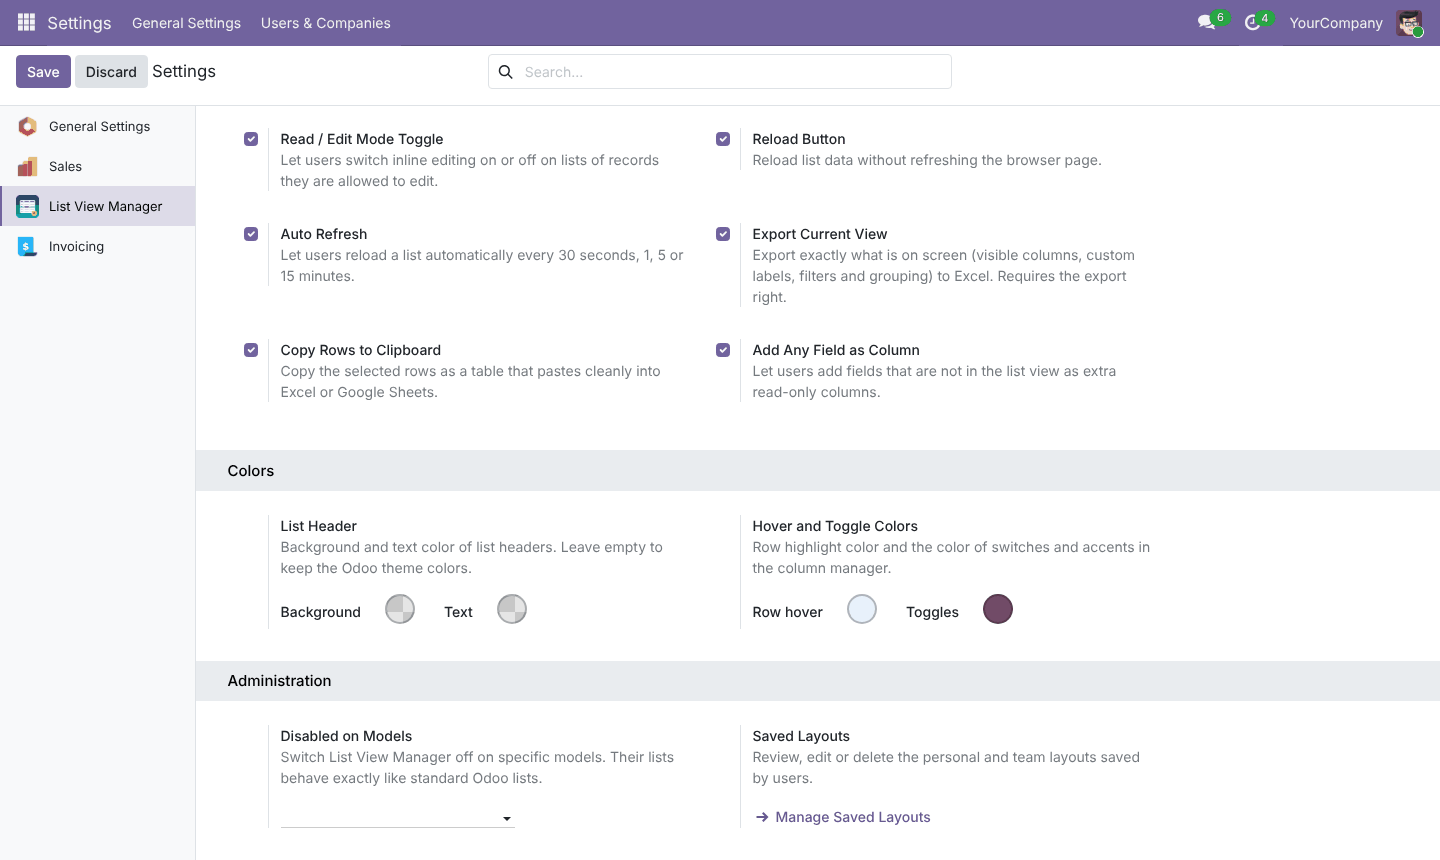 Settings General Settings Users & Companies 6 4 YourCompany
Save Discard Settings Search...
General Settings
Sales
List View Manager
Invoicing
Read / Edit Mode Toggle
Let users switch inline editing on or off on lists of records
they are allowed to edit.
Reload Button
Reload list data without refreshing the browser page.
Auto Refresh
Let users reload a list automatically every 30 seconds, 1, 5 or
15 minutes.
Export Current View
Export exactly what is on screen (visible columns, custom
labels, filters and grouping) to Excel. Requires the export
right.
Copy Rows to Clipboard
Copy the selected rows as a table that pastes cleanly into
Excel or Google Sheets.
Add Any Field as Column
Let users add fields that are not in the list view as extra
read-only columns.
Colors
List Header
Background and text color of list headers. Leave empty to
keep the Odoo theme colors.
Background Text
Hover and Toggle Colors
Row highlight color and the color of switches and accents in
the column manager.
Row hover Toggles
Administration
Disabled on Models
Switch List View Manager off on specific models. Their lists
behave exactly like standard Odoo lists.
Saved Layouts
Review, edit or delete the personal and team layouts saved
by users.
Manage Saved Layouts